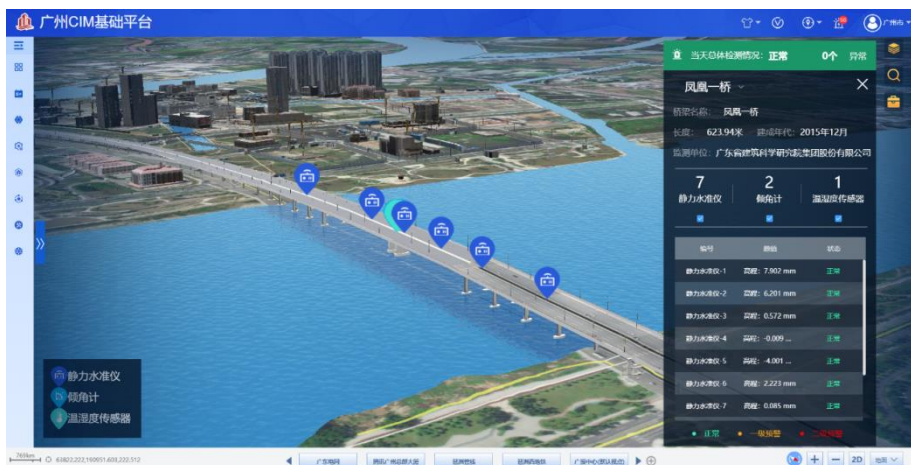 广州CIM基础平台
广州市
当天总体检测情况: 正常 0个 异常
凤凰一桥
桥梁名称: 凤凰一桥
长度: 623.94米 建成年代: 2015年12月
监测单位: 广东省建筑科学研究院集团股份有限公司
7 2 1
静力水准仪 倾角计 温湿度传感器
编号 数值 状态
静力水准仪-1 高程: 7.902 mm 正常
静力水准仪-2 高程: 6.201 mm 正常
静力水准仪-3 高程: 0.572 mm 正常
静力水准仪-4 高程: -0.009 ... 正常
静力水准仪-5 高程: -4.001 ... 正常
静力水准仪-6 高程: 2.223 mm 正常
静力水准仪-7 高程: 0.085 mm 正常
正常 一级预警 二级预警
静力水准仪
倾角计
温湿度传感器
2D 地图